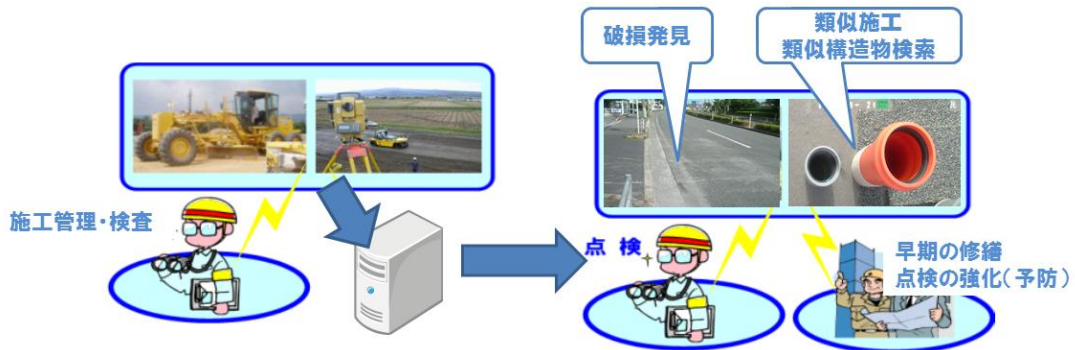 破損発見
類似施工
類似構造物検索
施工管理・検査
点検
早期の修繕
点検の強化(予防)